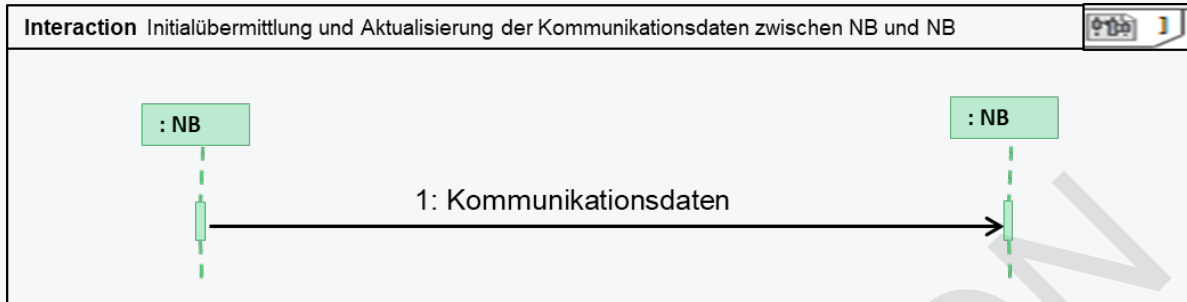 Interaction Initialübermittlung und Aktualisierung der Kommunikationsdaten zwischen NB und NB
: NB
: NB
1: Kommunikationsdaten